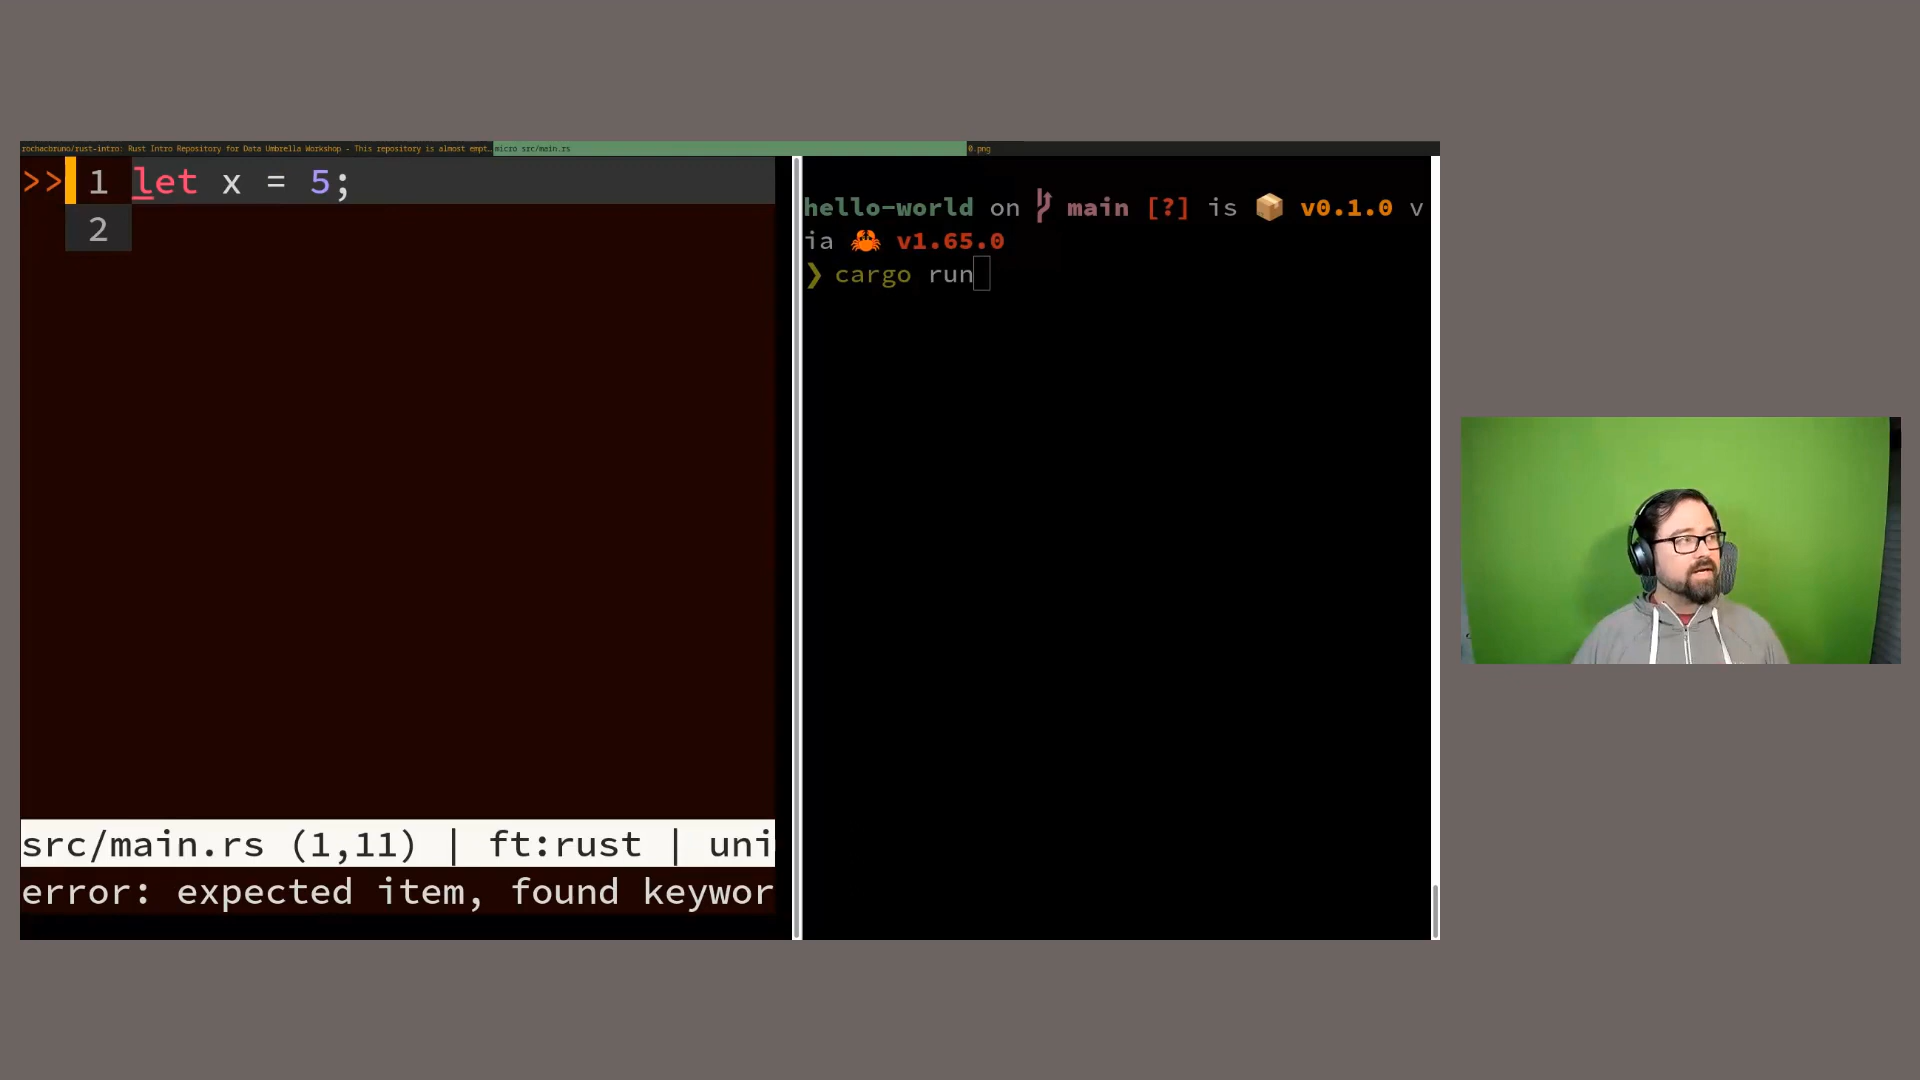 rochacbruno/rust-intro: Rust Intro Repository for Data Umbrella Workshop - This repository is almost empt...
micro src/main.rs
0.png
>> 1 let x = 5;
2
src/main.rs (1,11) | ft:rust | uni
error: expected item, found keywor
hello-world on main [?] is 📦 v0.1.0 v
ia 🦀 v1.65.0
❯ cargo run